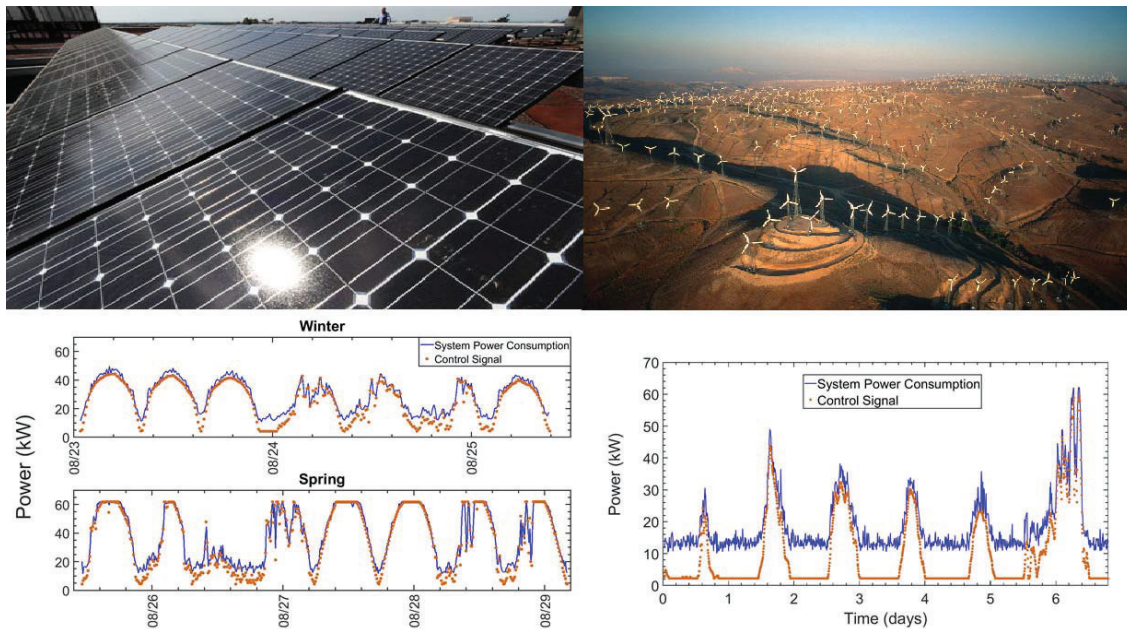 Winter
System Power Consumption
Control Signal
60
40
20
0
08/23
08/24
08/25
Power (kW)
Spring
60
40
20
0
08/26
08/27
08/28
08/29
70
60
50
40
30
20
10
0
Power (kW)
System Power Consumption
Control Signal
0 1 2 3 4 5 6
Time (days)